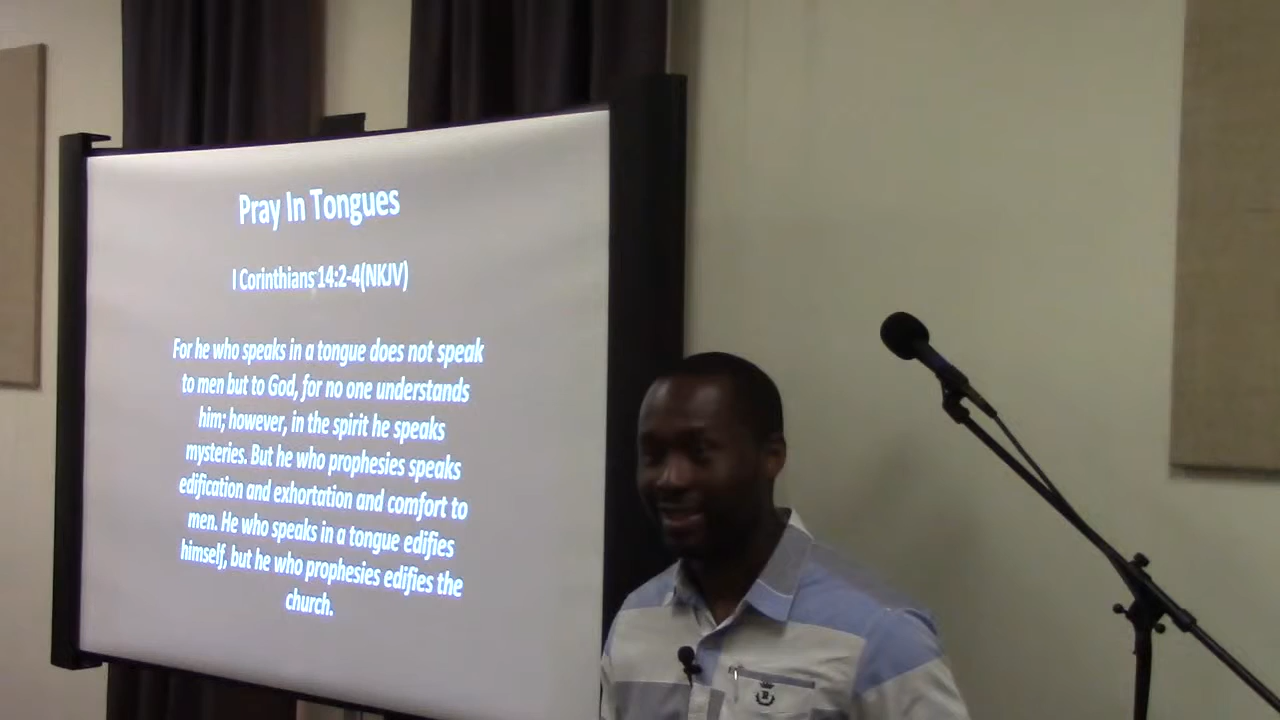 Pray In Tongues
I Corinthians 14:2-4(NKJV)
For he who speaks in a tongue does not speak
to men but to God, for no one understands
him; however, in the spirit he speaks
mysteries. But he who prophesies speaks
edification and exhortation and comfort to
men. He who speaks in a tongue edifies
himself, but he who prophesies edifies the
church.